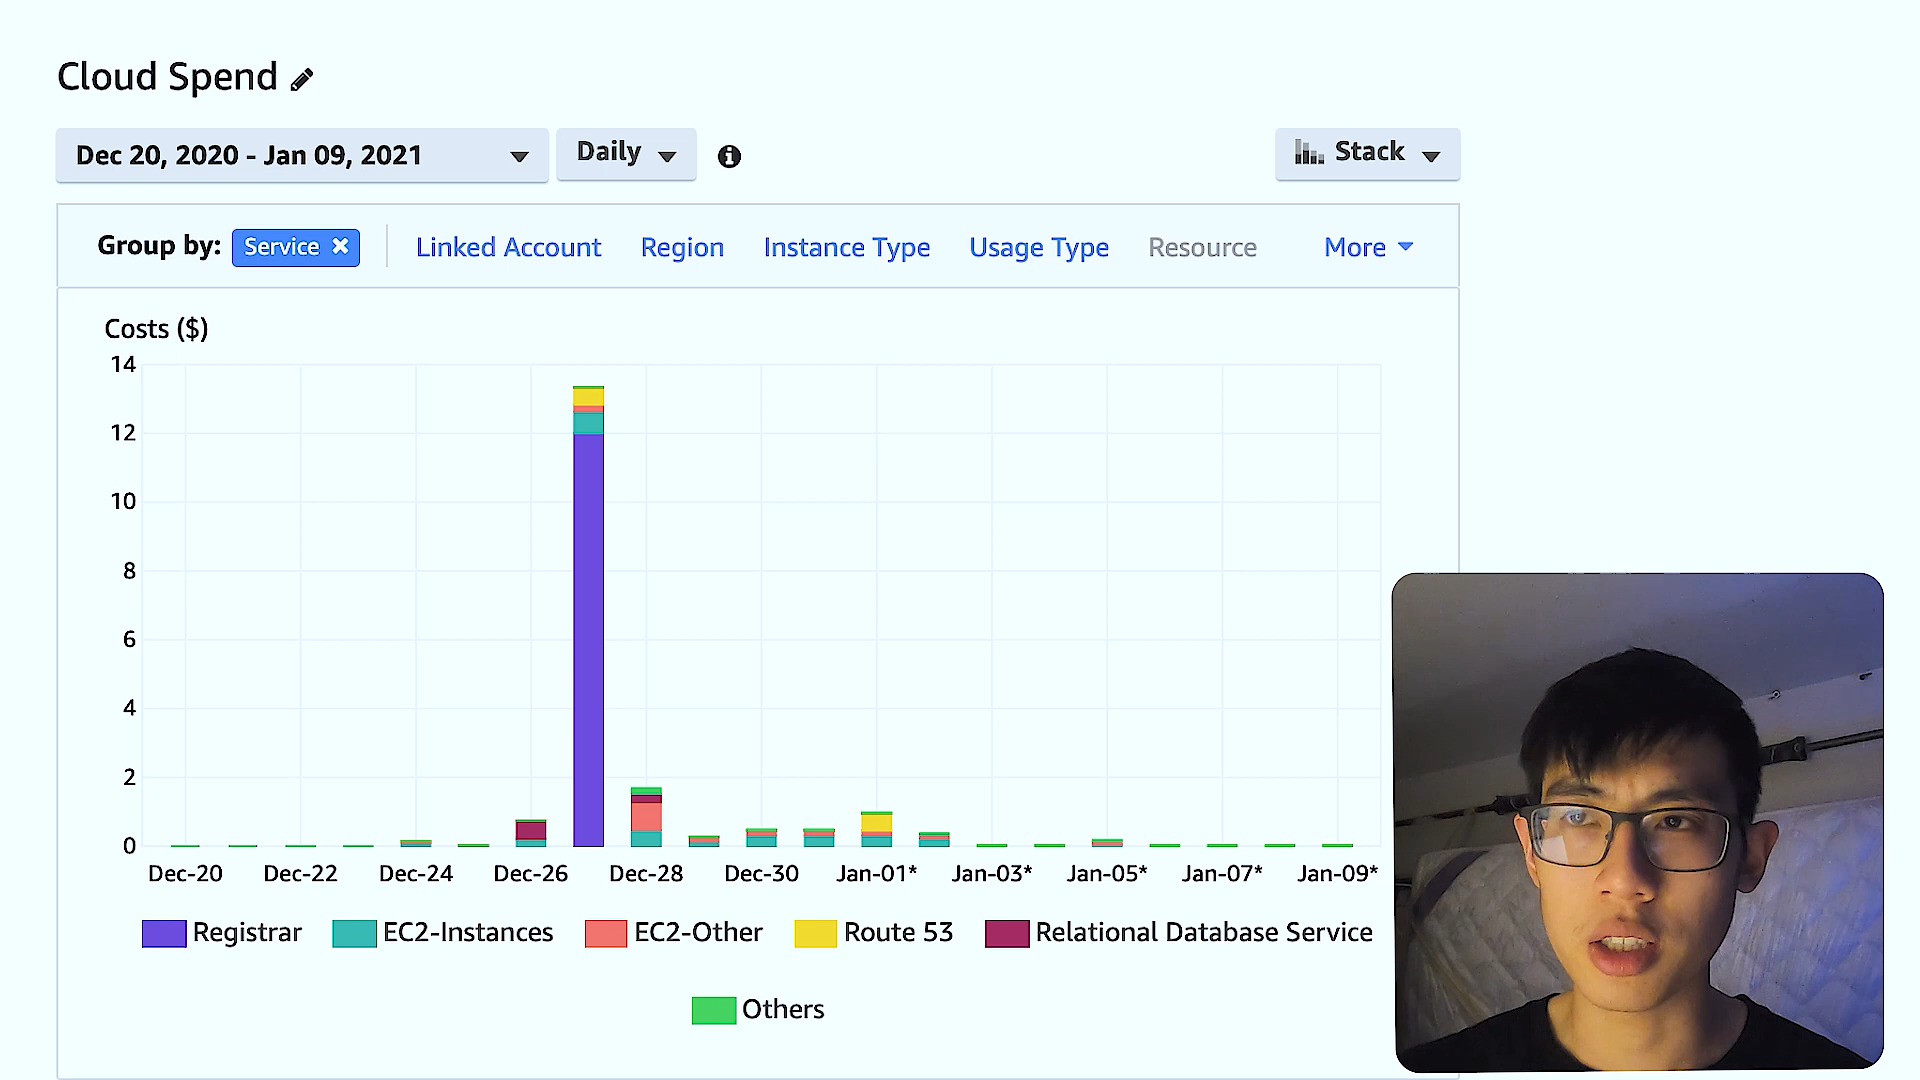 Cloud Spend
Dec 20, 2020 - Jan 09, 2021 Daily Stack
Group by: Service Linked Account Region Instance Type Usage Type Resource More
Costs ($)
14
12
10
8
6
4
2
0
Dec-20 Dec-22 Dec-24 Dec-26 Dec-28 Dec-30 Jan-01* Jan-03* Jan-05* Jan-07* Jan-09*
Registrar EC2-Instances EC2-Other Route 53 Relational Database Service
Others